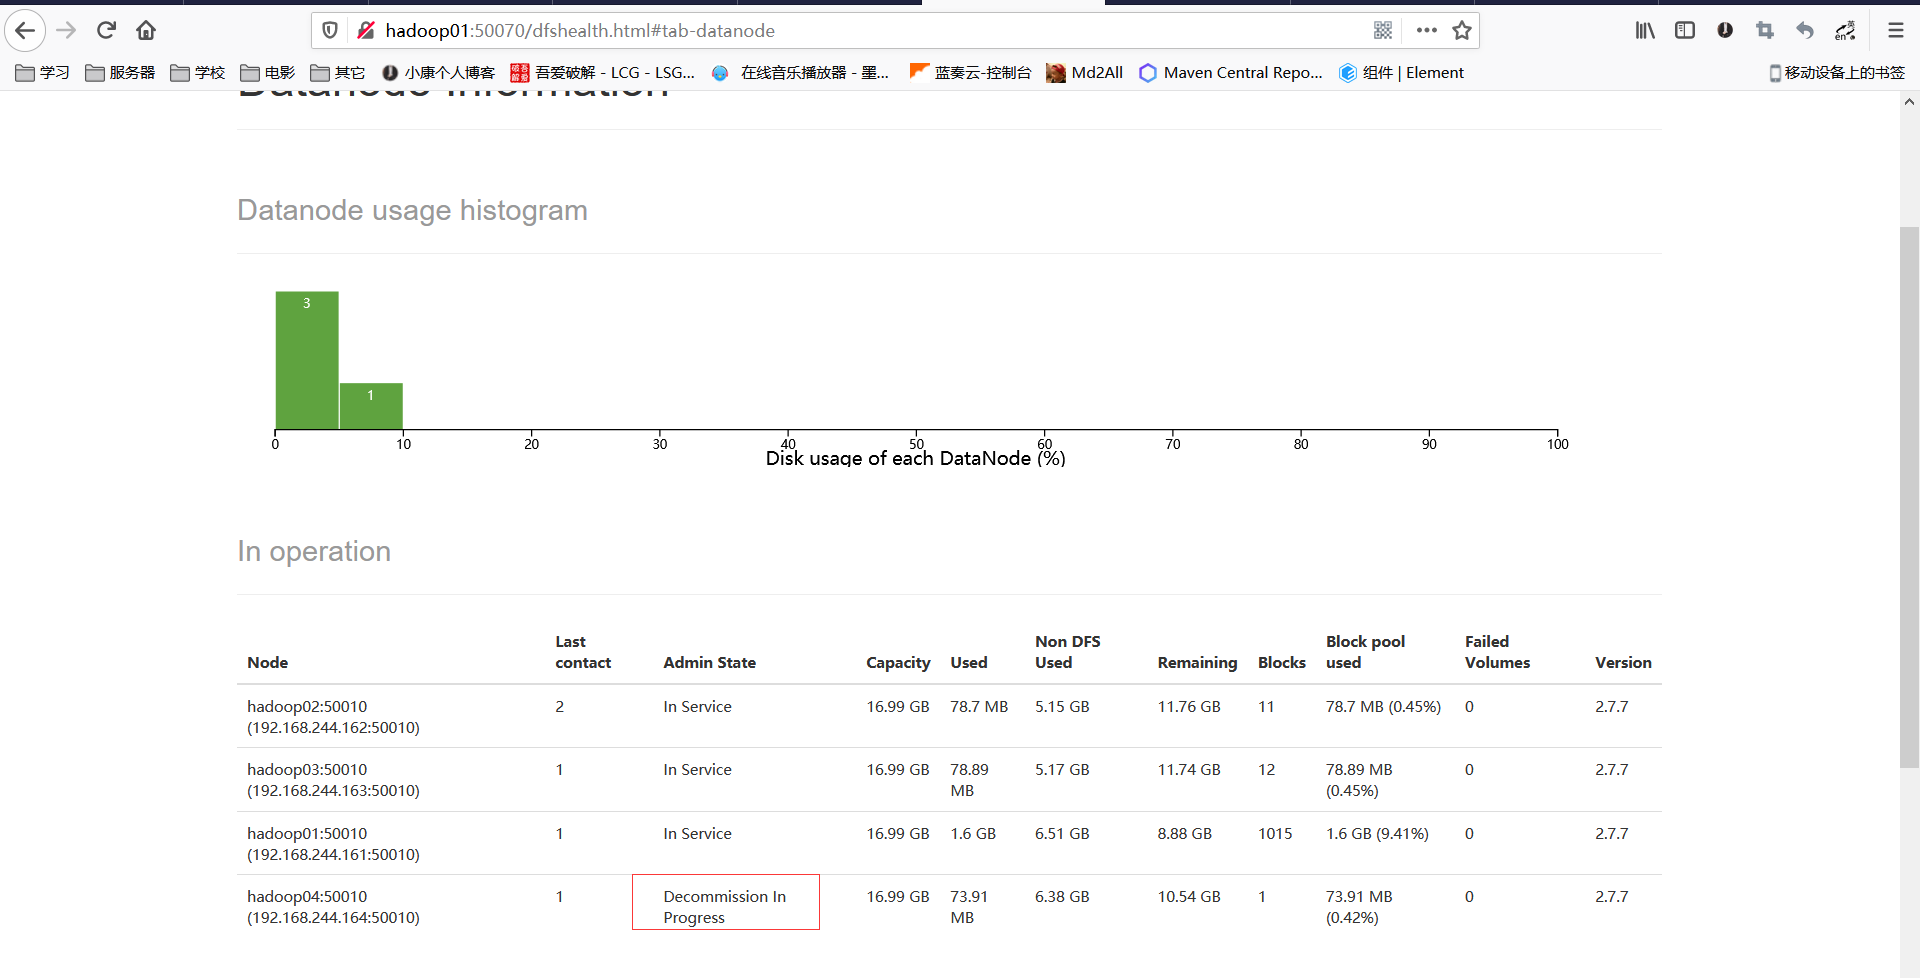 hadoop01:50070/dfshealth.html#tab-datanode
学习 服务器 学校 电影 其它 小康个人博客 吾爱破解 - LCG - LSG... 在线音乐播放器 - 墨... 蓝奏云-控制台 Md2All Maven Central Repo... 组件 | Element 移动设备上的书签
Datanode Information
Datanode usage histogram
3
1
0 10 20 30 40 50 60 70 80 90 100
Disk usage of each DataNode (%)
In operation
Node Last contact Admin State Capacity Used Non DFS Used Remaining Blocks Block pool used Failed Volumes Version
hadoop02:50010 2 In Service 16.99 GB 78.7 MB 5.15 GB 11.76 GB 11 78.7 MB (0.45%) 0 2.7.7
(192.168.244.162:50010)
hadoop03:50010 1 In Service 16.99 GB 78.89 5.17 GB 11.74 GB 12 78.89 MB 0 2.7.7
(192.168.244.163:50010) MB (0.45%)
hadoop01:50010 1 In Service 16.99 GB 1.6 GB 6.51 GB 8.88 GB 1015 1.6 GB (9.41%) 0 2.7.7
(192.168.244.161:50010)
hadoop04:50010 1 Decommission In 16.99 GB 73.91 6.38 GB 10.54 GB 1 73.91 MB 0 2.7.7
(192.168.244.164:50010) Progress MB (0.42%)